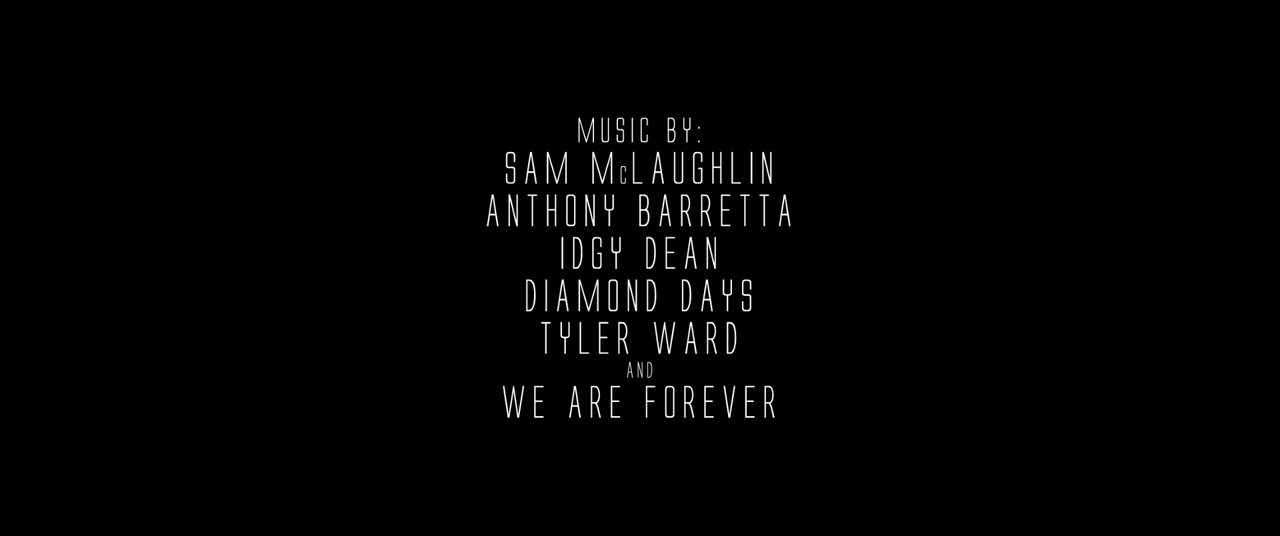 MUSIC BY:
SAM McLAUGHLIN
ANTHONY BARRETTA
IDGY DEAN
DIAMOND DAYS
TYLER WARD
AND
WE ARE FOREVER